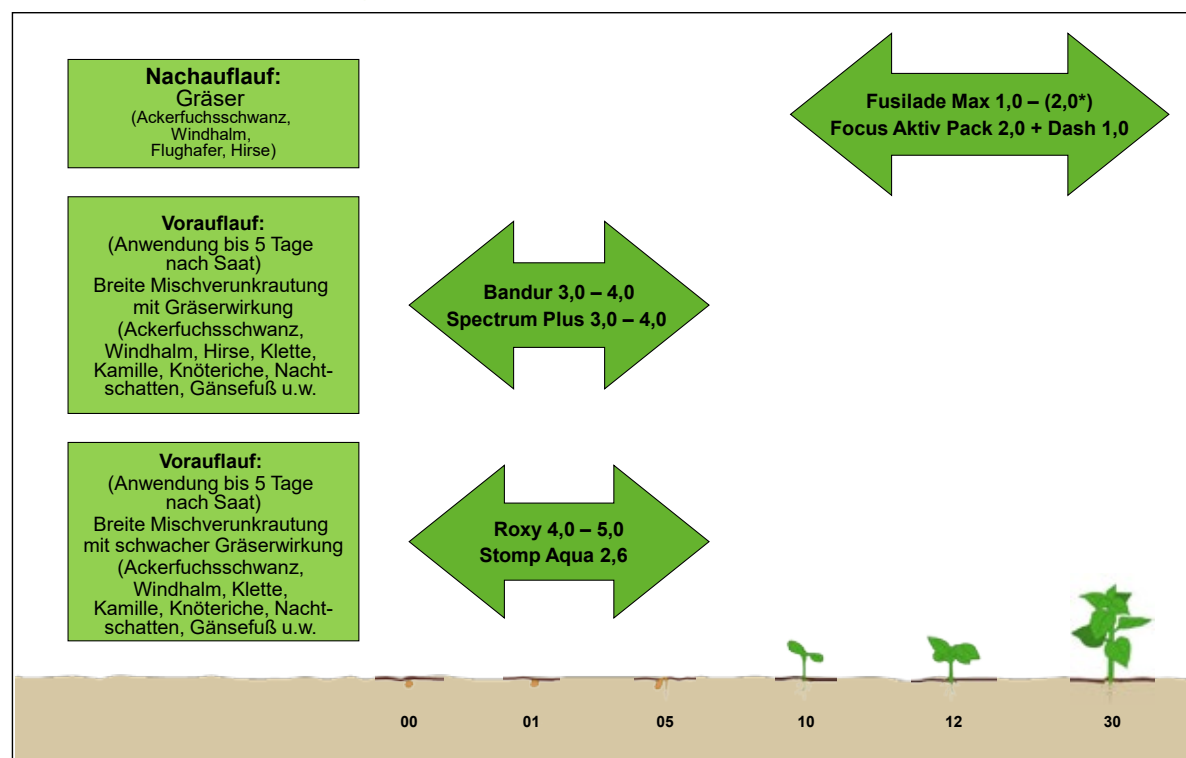 Nachauflauf:
Gräser
(Ackerfuchsschwanz,
Windhalm,
Flughafer, Hirse)
Fusilade Max 1,0 – (2,0*)
Focus Aktiv Pack 2,0 + Dash 1,0
Vorauflauf:
(Anwendung bis 5 Tage
nach Saat)
Breite Mischverunkrautung
mit Gräserwirkung
(Ackerfuchsschwanz,
Windhalm, Hirse, Klette,
Kamille, Knöteriche, Nacht-
schatten, Gänsefuß u.w.
Bandur 3,0 – 4,0
Spectrum Plus 3,0 – 4,0
Vorauflauf:
(Anwendung bis 5 Tage
nach Saat)
Breite Mischverunkrautung
mit schwacher Gräserwirkung
(Ackerfuchsschwanz,
Windhalm, Klette,
Kamille, Knöteriche, Nacht-
schatten, Gänsefuß u.w.
Roxy 4,0 – 5,0
Stomp Aqua 2,6
00 01 05 10 12 30